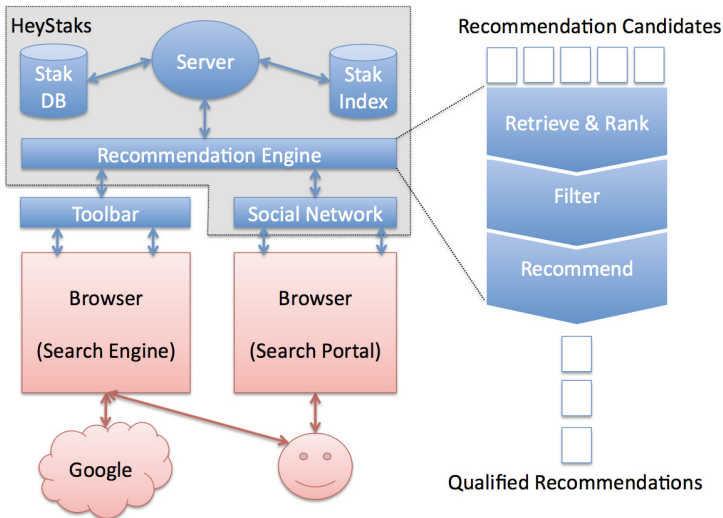 HeyStaks
Recommendation Candidates
Server
Stak
DB
Stak
Index
Retrieve & Rank
Recommendation Engine
Filter
Toolbar
Social Network
Recommend
Browser
(Search Engine)
Browser
(Search Portal)
Google
Qualified Recommendations